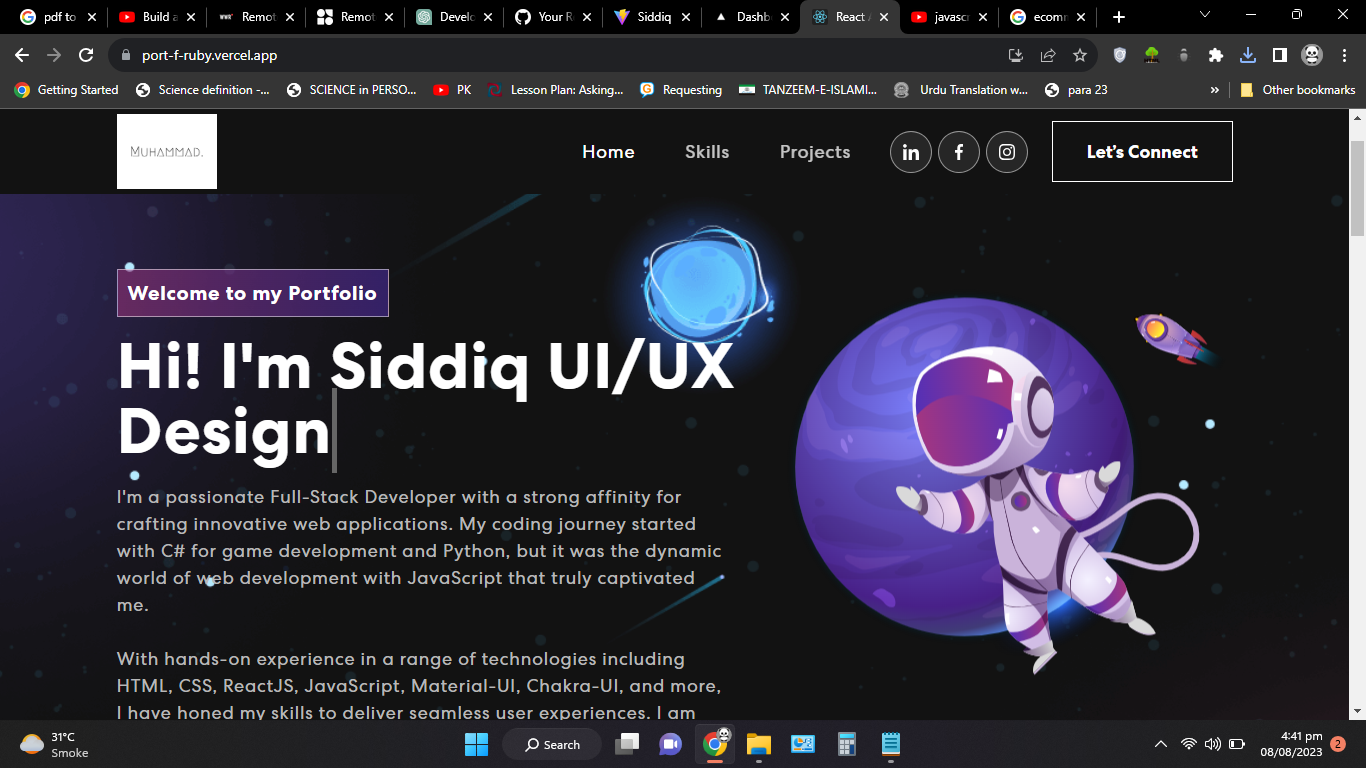 pdf to
Build a
Remot
Remot
Develo
Your R
Siddiq
Dashb
React A
javascr
ecomm
port-f-ruby.vercel.app
Getting Started
Science definition -...
SCIENCE in PERSO...
PK
Lesson Plan: Asking...
Requesting
TANZEEM-E-ISLAMI...
Urdu Translation w...
para 23
»
Other bookmarks
MUHAMMAD.
Home
Skills
Projects
in
f
Let's Connect
Welcome to my Portfolio
Hi! I'm Siddiq UI/UX
Design
I'm a passionate Full-Stack Developer with a strong affinity for
crafting innovative web applications. My coding journey started
with C# for game development and Python, but it was the dynamic
world of web development with JavaScript that truly captivated
me.
With hands-on experience in a range of technologies including
HTML, CSS, ReactJS, JavaScript, Material-UI, Chakra-UI, and more,
I have honed my skills to deliver seamless user experiences. I am
31°C
Smoke
Search
4:41 pm
08/08/2023
2